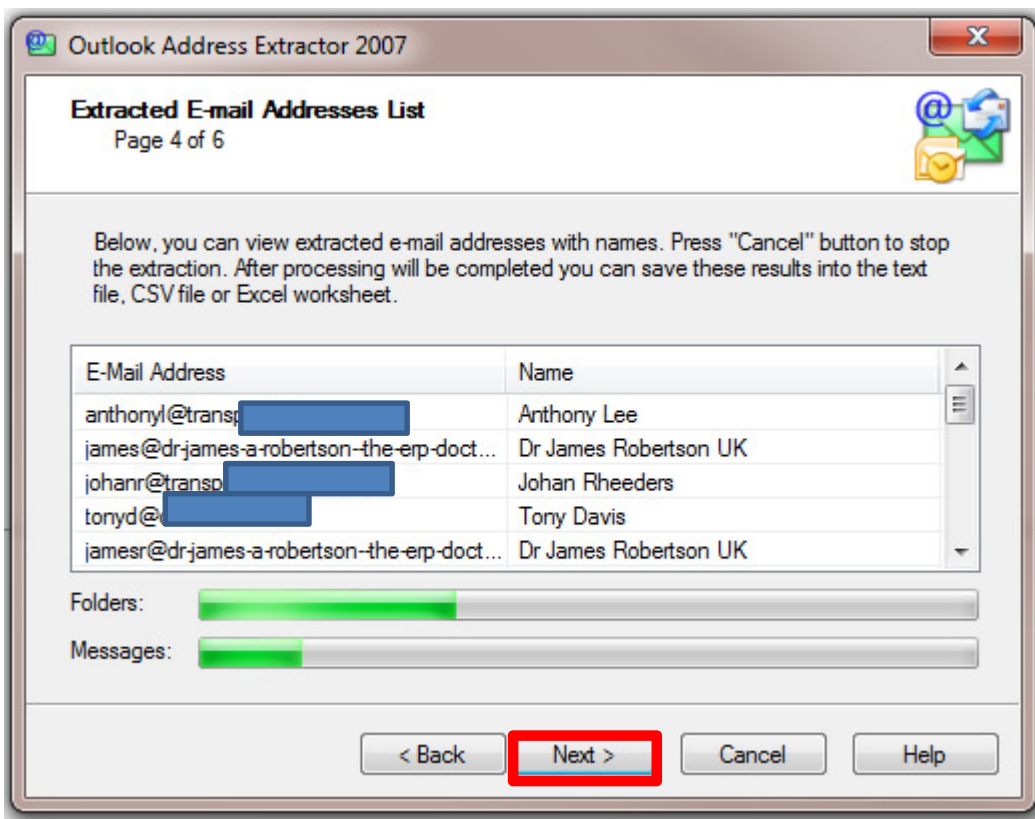 Outlook Address Extractor 2007
Extracted E-mail Addresses List
Page 4 of 6
Below, you can view extracted e-mail addresses with names. Press "Cancel" button to stop
the extraction. After processing will be completed you can save these results into the text
file, CSV file or Excel worksheet.
E-Mail Address Name
anthonyl@transp Anthony Lee
james@dr-james-a-robertson--the-erp-doct... Dr James Robertson UK
johanr@transp Johan Rheeders
tonyd@ Tony Davis
jamesr@dr-james-a-robertson--the-erp-doct... Dr James Robertson UK
Folders:
Messages:
< Back Next > Cancel Help